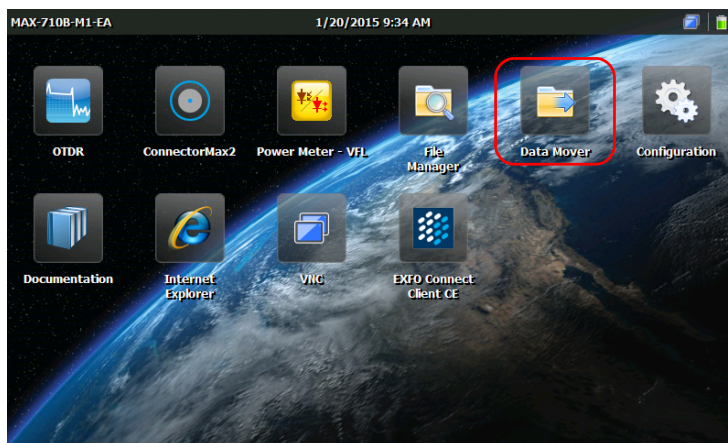 MAX-710B-M1-EA 1/20/2015 9:34 AM
OTDR ConnectorMax2 Power Meter - VFL File Manager Data Mover Configuration
Documentation Internet Explorer VNC EXFO Connect Client CE